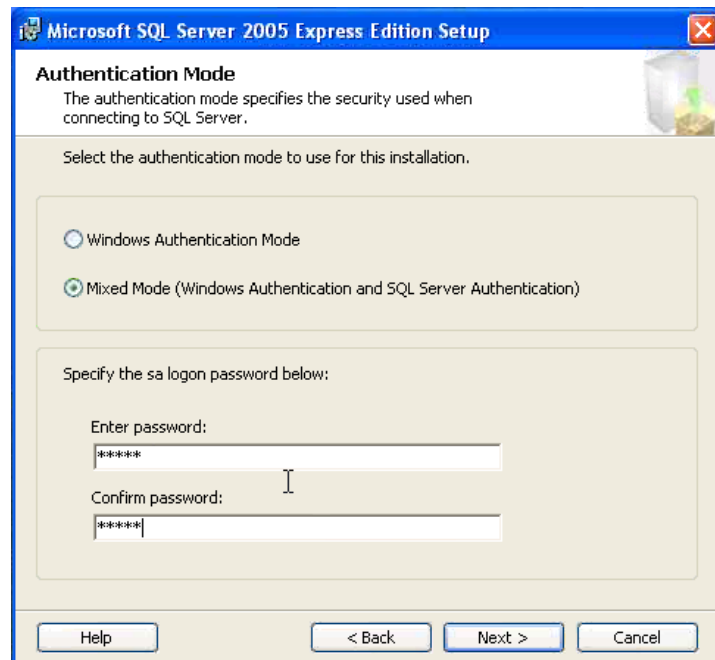 Microsoft SQL Server 2005 Express Edition Setup
Authentication Mode
The authentication mode specifies the security used when
connecting to SQL Server.
Select the authentication mode to use for this installation.
Windows Authentication Mode
Mixed Mode (Windows Authentication and SQL Server Authentication)
Specify the sa logon password below:
Enter password:
*****
Confirm password:
*****
Help
< Back
Next >
Cancel